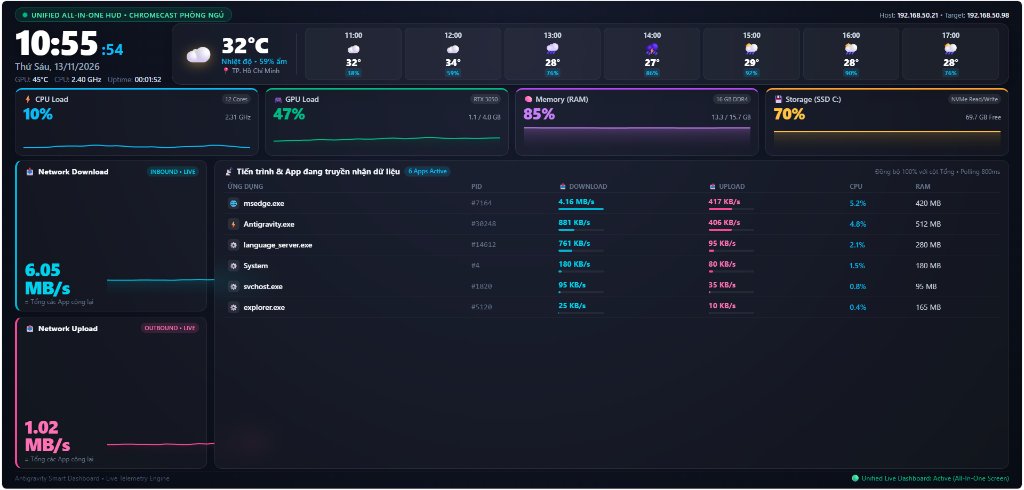 UNIFIED ALL-IN-ONE HUD • CHROMECAST PHÒNG NGỦ
Host: 192.168.50.21 • Target: 192.168.50.98
10:55 :54
Thứ Sáu, 13/11/2026
GPU: 45°C CPU: 2.40 GHz Uptime: 00:01:52
32°C
Nhiệt độ • 59% ẩm
TP. Hồ Chí Minh
11:00 12:00 13:00 14:00 15:00 16:00 17:00
32° 34° 28° 27° 29° 28° 28°
18% 59% 76% 86% 92% 90% 76%
CPU Load 12 Cores
10% 2.31 GHz
GPU Load RTX 3050
47% 1.1 / 4.0 GB
Memory (RAM) 16 GB DDR4
85% 13.3 / 15.7 GB
Storage (SSD C:) NVMe Read/Write
70% 69.7 GB Free
Network Download INBOUND • LIVE
6.05
MB/s
= Tổng các App cộng lại
Network Upload OUTBOUND • LIVE
1.02
MB/s
= Tổng các App cộng lại
Tiến trình & App đang truyền nhận dữ liệu 6 Apps Active
Đồng bộ 100% với cột Tổng • Polling 800ms
ỨNG DỤNG PID DOWNLOAD UPLOAD CPU RAM
msedge.exe #7164 4.16 MB/s 417 KB/s 5.2% 420 MB
Antigravity.exe #30248 881 KB/s 406 KB/s 4.8% 512 MB
language_server.exe #14612 761 KB/s 95 KB/s 2.1% 280 MB
System #4 180 KB/s 80 KB/s 1.5% 180 MB
svchost.exe #1820 95 KB/s 35 KB/s 0.8% 95 MB
explorer.exe #5120 25 KB/s 10 KB/s 0.4% 165 MB
Antigravity Smart Dashboard • Live Telemetry Engine
Unified Live Dashboard: Active (All-In-One Screen)